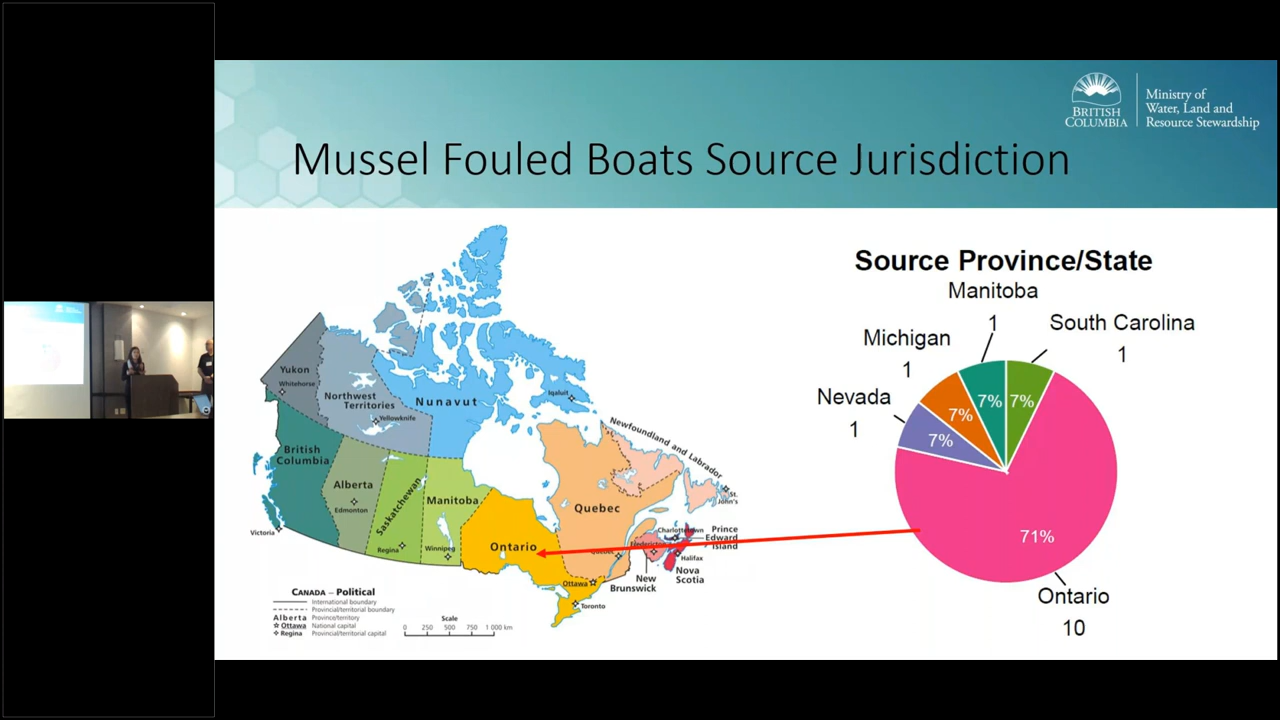 BRITISH
COLUMBIA
Ministry of
Water, Land and
Resource Stewardship
Mussel Fouled Boats Source Jurisdiction
Yukon
Whitehorse
Northwest
Territories
Yellowknife
Nunavut
Iqaluit
British
Columbia
Victoria
Alberta
Edmonton
Saskatchewan
Regina
Manitoba
Winnipeg
Ontario
Ottawa
Toronto
Quebec
Québec
Newfoundland and Labrador
St.
John's
Charlottetown
Prince
Edward
Island
Fredericton
Halifax
Nova
Scotia
New
Brunswick
CANADA – Political
International boundary
Provincial/territorial boundary
Alberta Province/territory
Ottawa National capital
Regina Provincial/territorial capital
Scale
0 250 500 750 1 000 km
Source Province/State
Manitoba
1
South Carolina
1
Michigan
1
Nevada
1
7%
7%
7%
7%
71%
Ontario
10